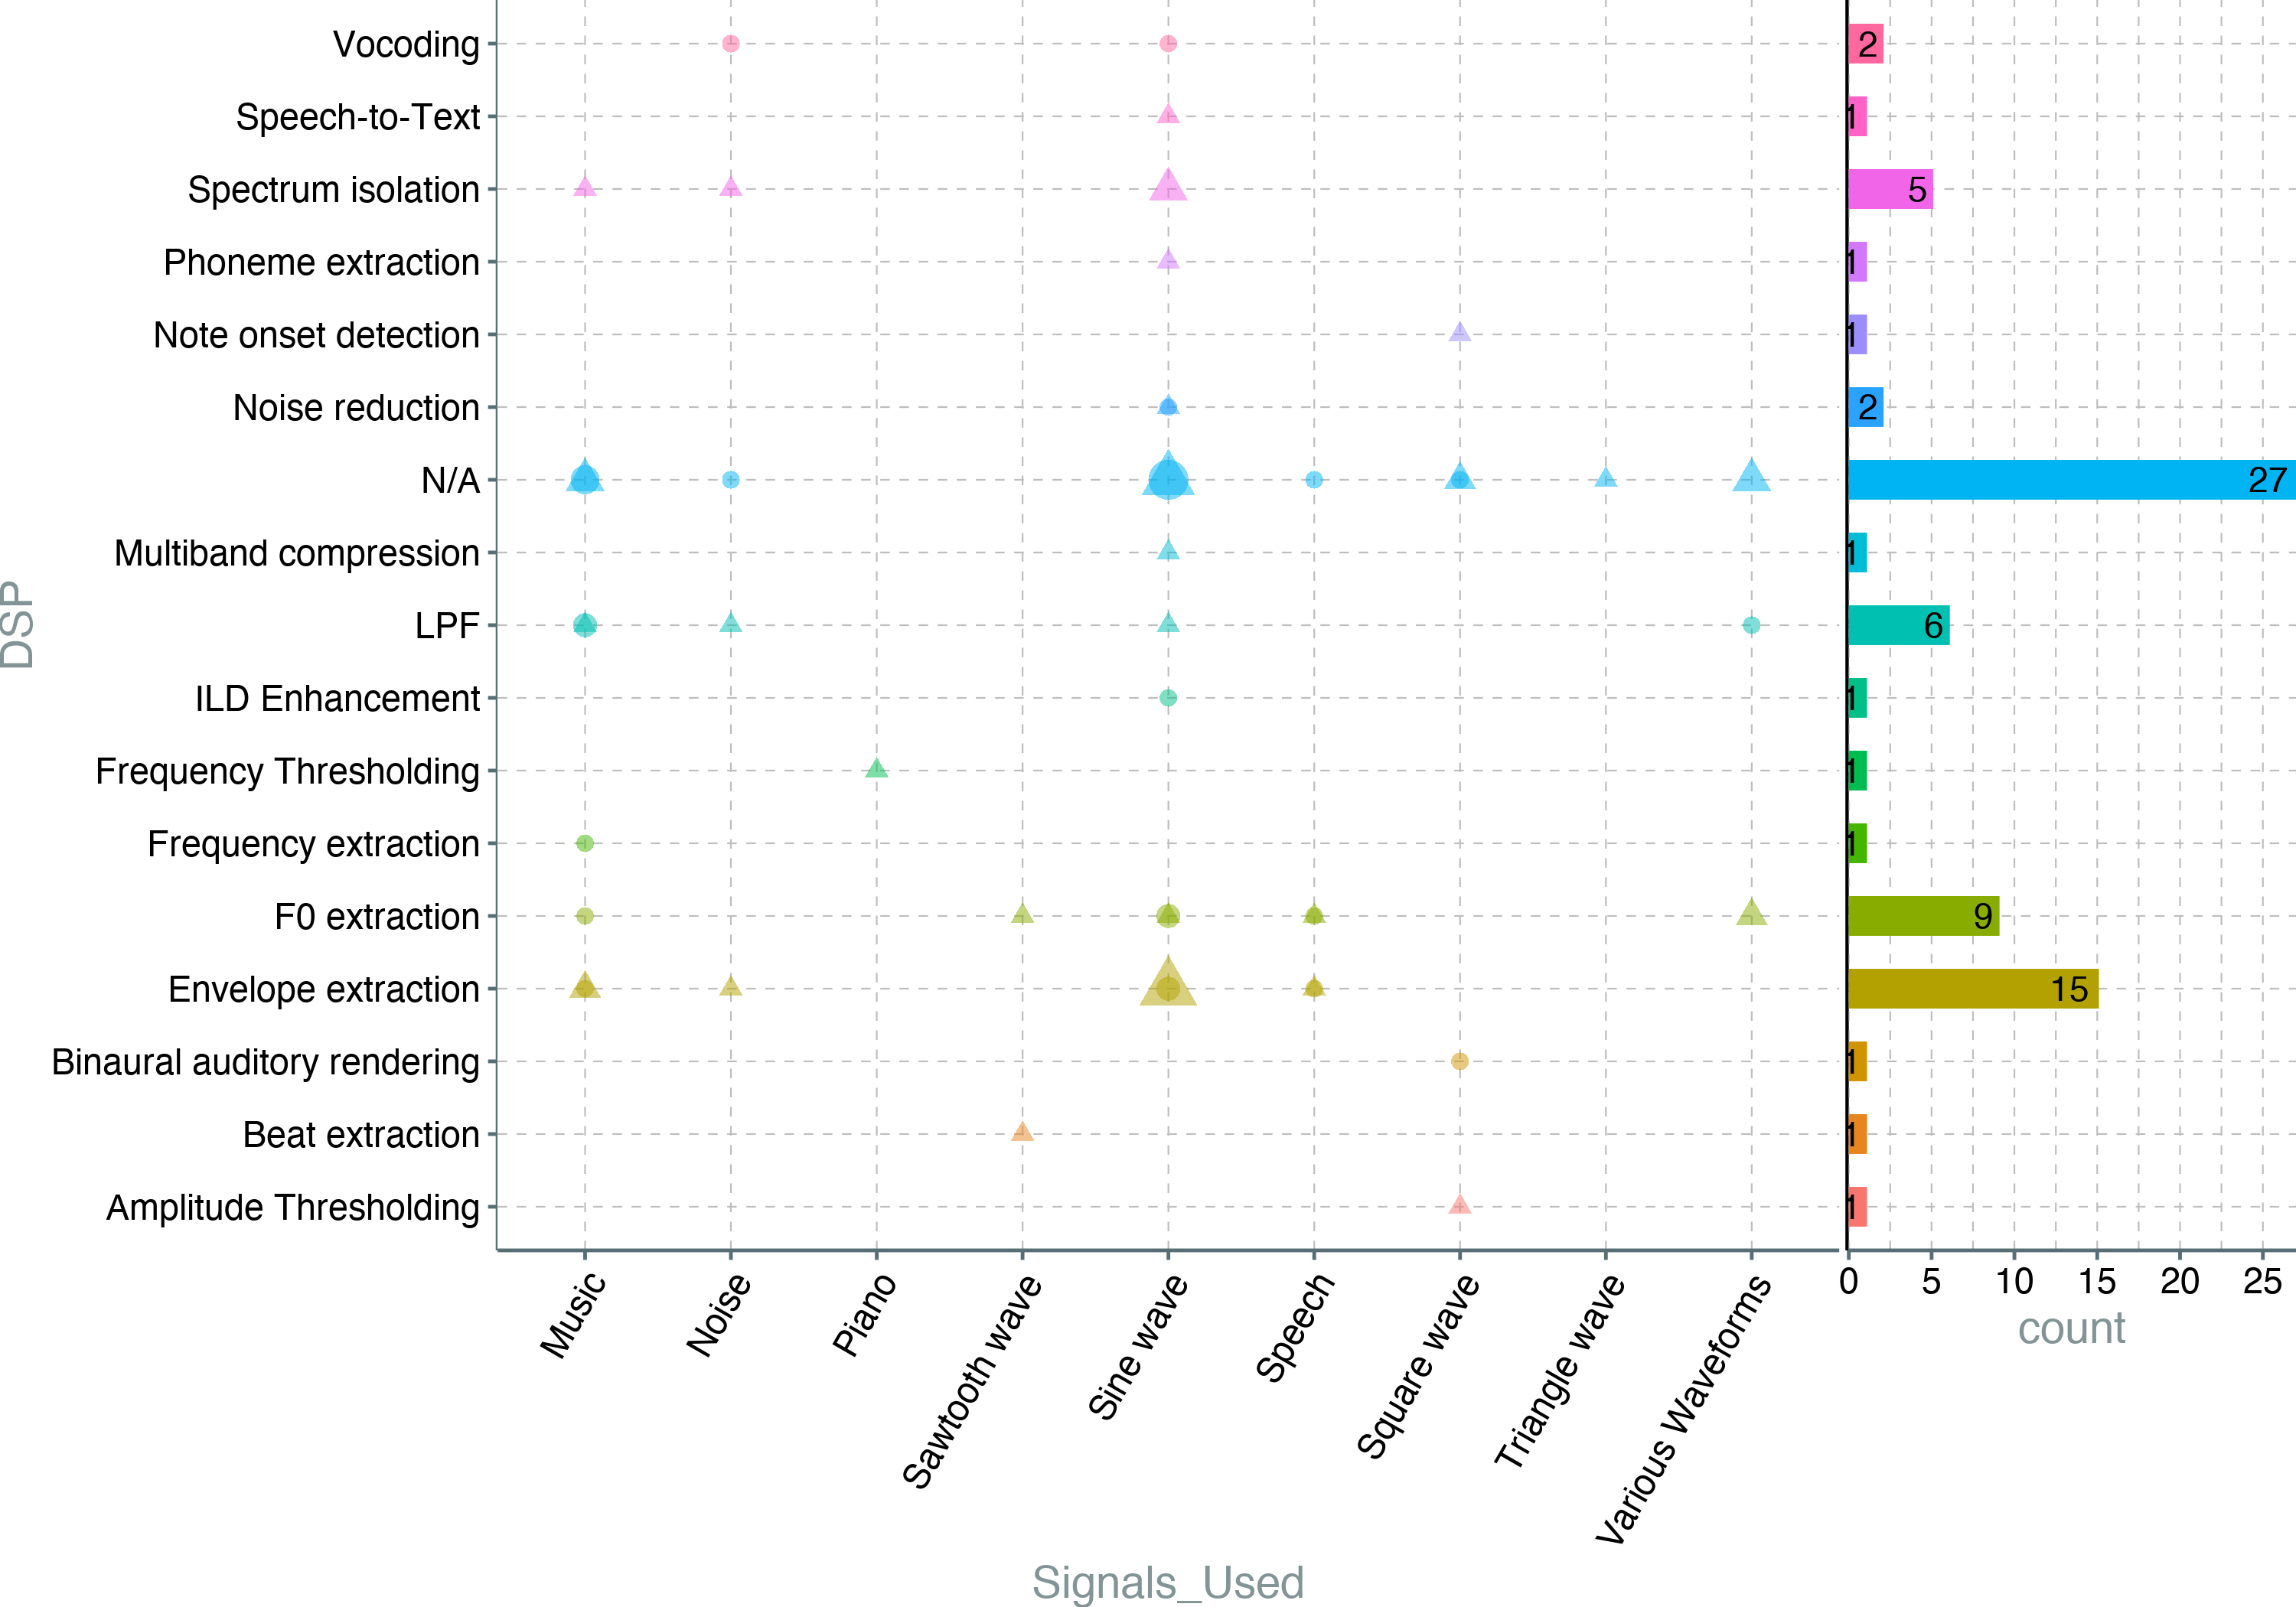 Vocoding 2
Speech-to-Text 1
Spectrum isolation 5
Phoneme extraction 1
Note onset detection 1
Noise reduction 2
N/A 27
Multiband compression 1
LPF 6
ILD Enhancement 1
Frequency Thresholding 1
Frequency extraction 1
F0 extraction 9
Envelope extraction 15
Binaural auditory rendering 1
Beat extraction 1
Amplitude Thresholding 1
DSP
Music
Noise
Piano
Sawtooth wave
Sine wave
Speech
Square wave
Triangle wave
Various Waveforms
Signals_Used
0 5 10 15 20 25
count